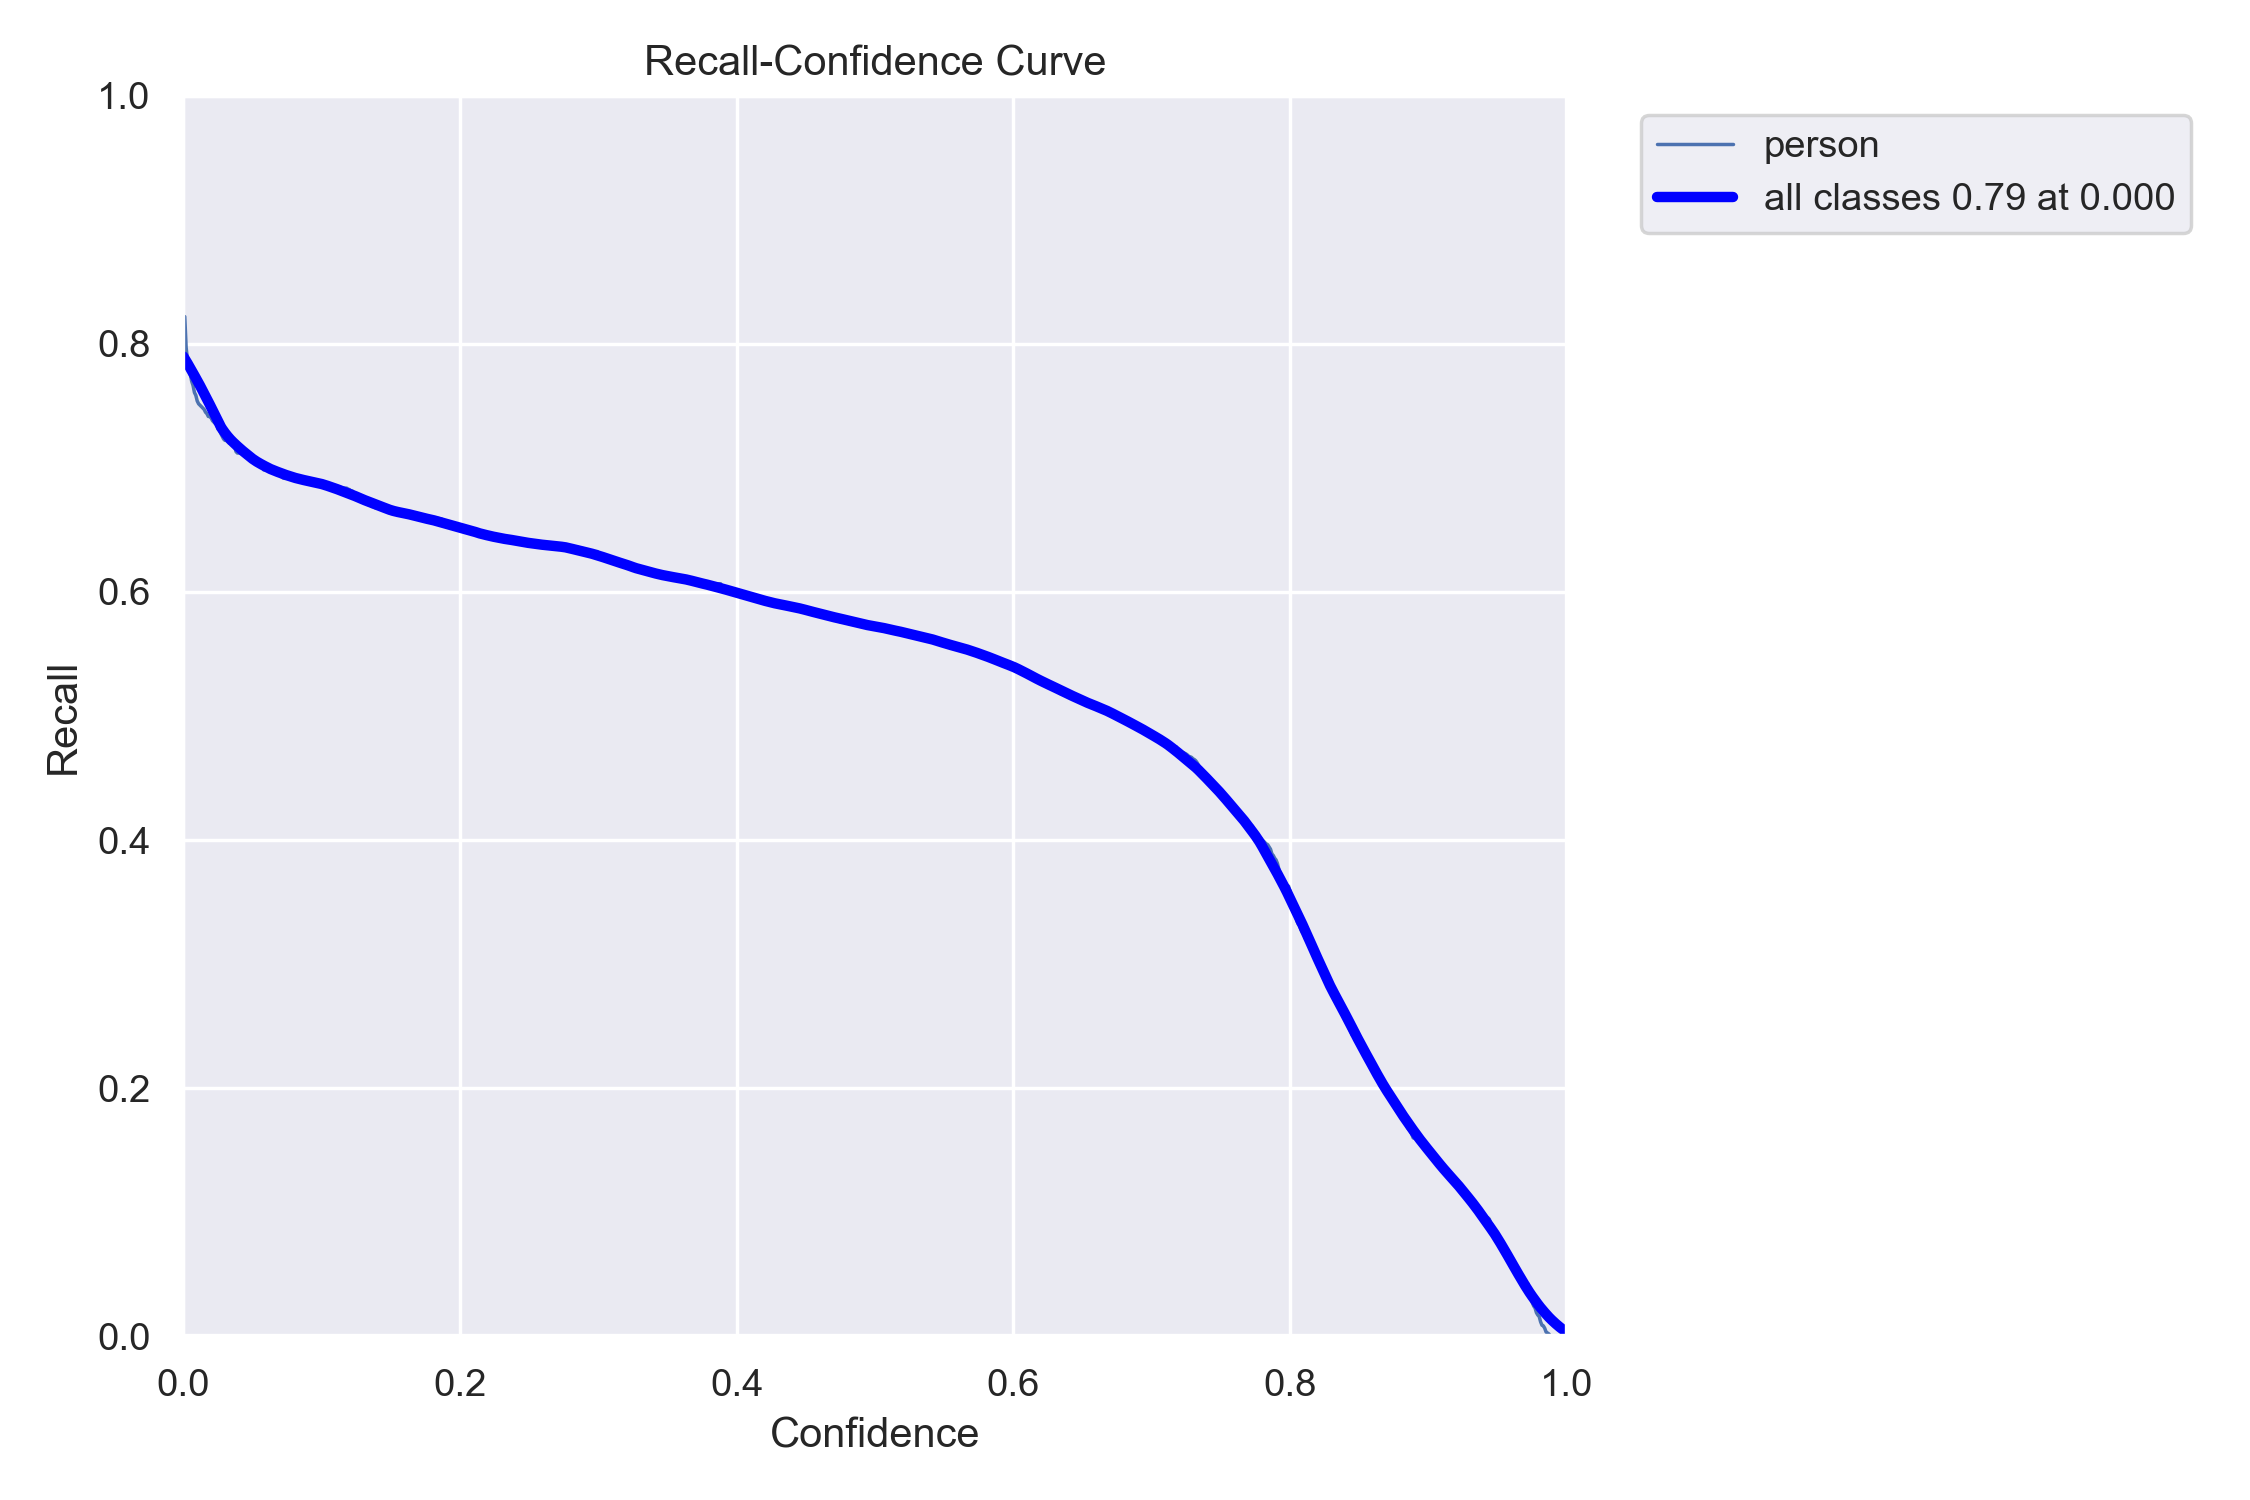 Recall-Confidence Curve
1.0
0.8
0.6
0.4
0.2
0.0
Recall
0.0 0.2 0.4 0.6 0.8 1.0
Confidence
person
all classes 0.79 at 0.000